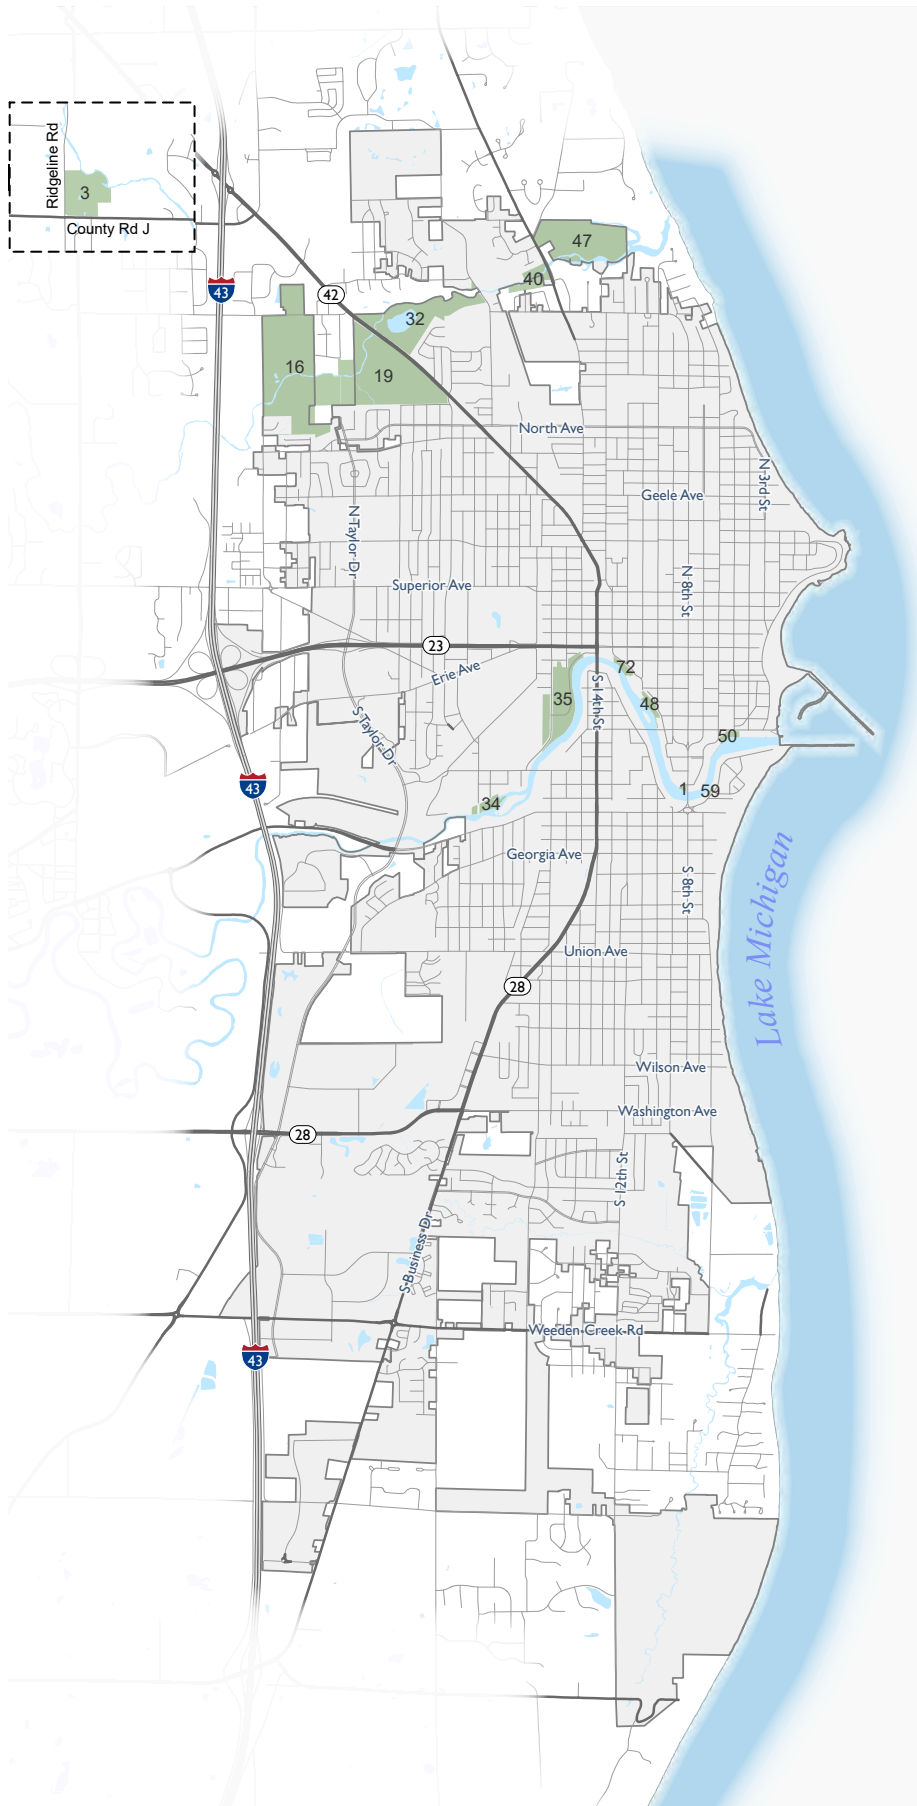 Ridgeline Rd
3
County Rd J
47
40
43
42
32
16
19
North Ave
N 3rd St
Geele Ave
N Taylor Dr
Superior Ave
N 8th St
23
Erie Ave
72
35
S 14th St
48
S Taylor Dr
50
43
1
59
34
Georgia Ave
S 8th St
Lake Michigan
Union Ave
28
Wilson Ave
Washington Ave
28
S 12th St
S Business Dr
Weeden Creek Rd
43